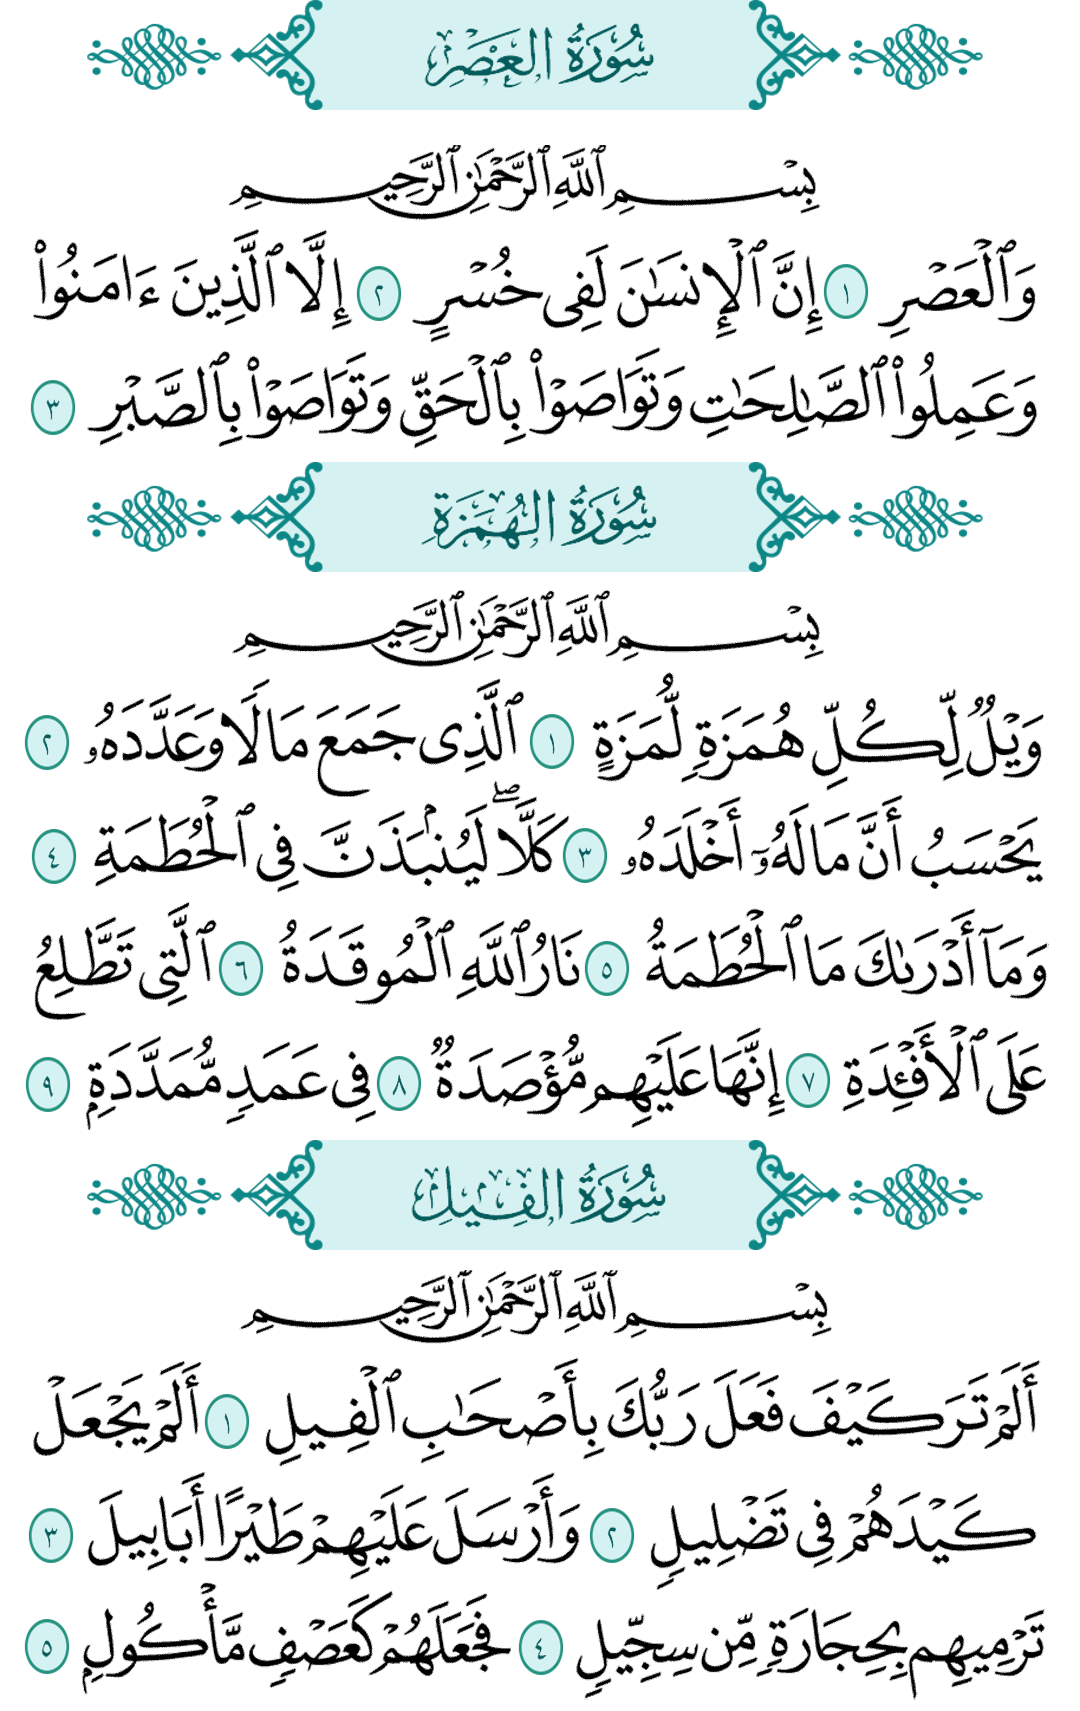 سُورَةُ العَصْرِ
بِسْمِ ٱللَّهِ ٱلرَّحْمَٰنِ ٱلرَّحِيمِ
وَٱلْعَصْرِ ١ إِنَّ ٱلْإِنسَٰنَ لَفِى خُسْرٍ ٢ إِلَّا ٱلَّذِينَ ءَامَنُوا۟
وَعَمِلُوا۟ ٱلصَّٰلِحَٰتِ وَتَوَاصَوْا۟ بِٱلْحَقِّ وَتَوَاصَوْا۟ بِٱلصَّبْرِ ٣
سُورَةُ الهُمَزَةِ
بِسْمِ ٱللَّهِ ٱلرَّحْمَٰنِ ٱلرَّحِيمِ
وَيْلٌ لِّكُلِّ هُمَزَةٍ لُّمَزَةٍ ١ ٱلَّذِى جَمَعَ مَالًا وَعَدَّدَهُۥ ٢
يَحْسَبُ أَنَّ مَالَهُۥٓ أَخْلَدَهُۥ ٣ كَلَّا ۖ لَيُنۢبَذَنَّ فِى ٱلْحُطَمَةِ ٤
وَمَآ أَدْرَىٰكَ مَا ٱلْحُطَمَةُ ٥ نَارُ ٱللَّهِ ٱلْمُوقَدَةُ ٦ ٱلَّتِى تَطَّلِعُ
عَلَى ٱلْأَفْـِٔدَةِ ٧ إِنَّهَا عَلَيْهِم مُّؤْصَدَةٌ ٨ فِى عَمَدٍ مُّمَدَّدَةٍۭ ٩
سُورَةُ الفِيلِ
بِسْمِ ٱللَّهِ ٱلرَّحْمَٰنِ ٱلرَّحِيمِ
أَلَمْ تَرَ كَيْفَ فَعَلَ رَبُّكَ بِأَصْحَٰبِ ٱلْفِيلِ ١ أَلَمْ يَجْعَلْ
كَيْدَهُمْ فِى تَضْلِيلٍ ٢ وَأَرْسَلَ عَلَيْهِمْ طَيْرًا أَبَابِيلَ ٣
تَرْمِيهِم بِحِجَارَةٍ مِّن سِجِّيلٍ ٤ فَجَعَلَهُمْ كَعَصْفٍ مَّأْكُولٍۭ ٥